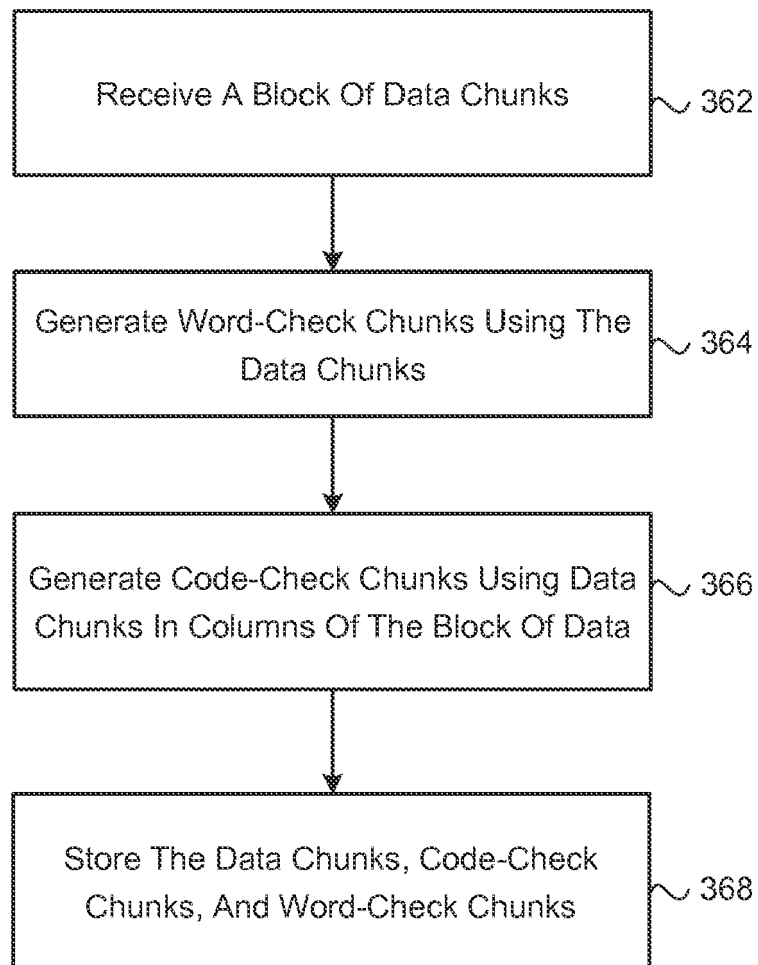 Receive A Block Of Data Chunks
362
Generate Word-Check Chunks Using The
Data Chunks
364
Generate Code-Check Chunks Using Data
Chunks In Columns Of The Block Of Data
366
Store The Data Chunks, Code-Check
Chunks, And Word-Check Chunks
368